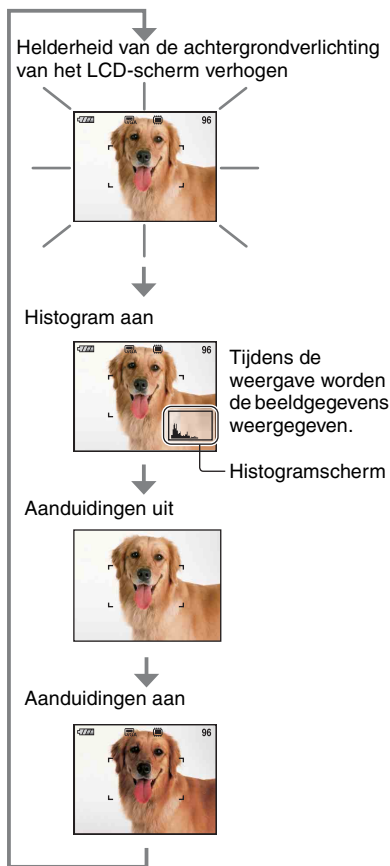 Helderheid van de achtergrondverlichting
van het LCD-scherm verhogen
96
Histogram aan
96
Tijdens de
weergave worden
de beeldgegevens
weergegeven.
Histogramscherm
Aanduidingen uit
Aanduidingen aan
96